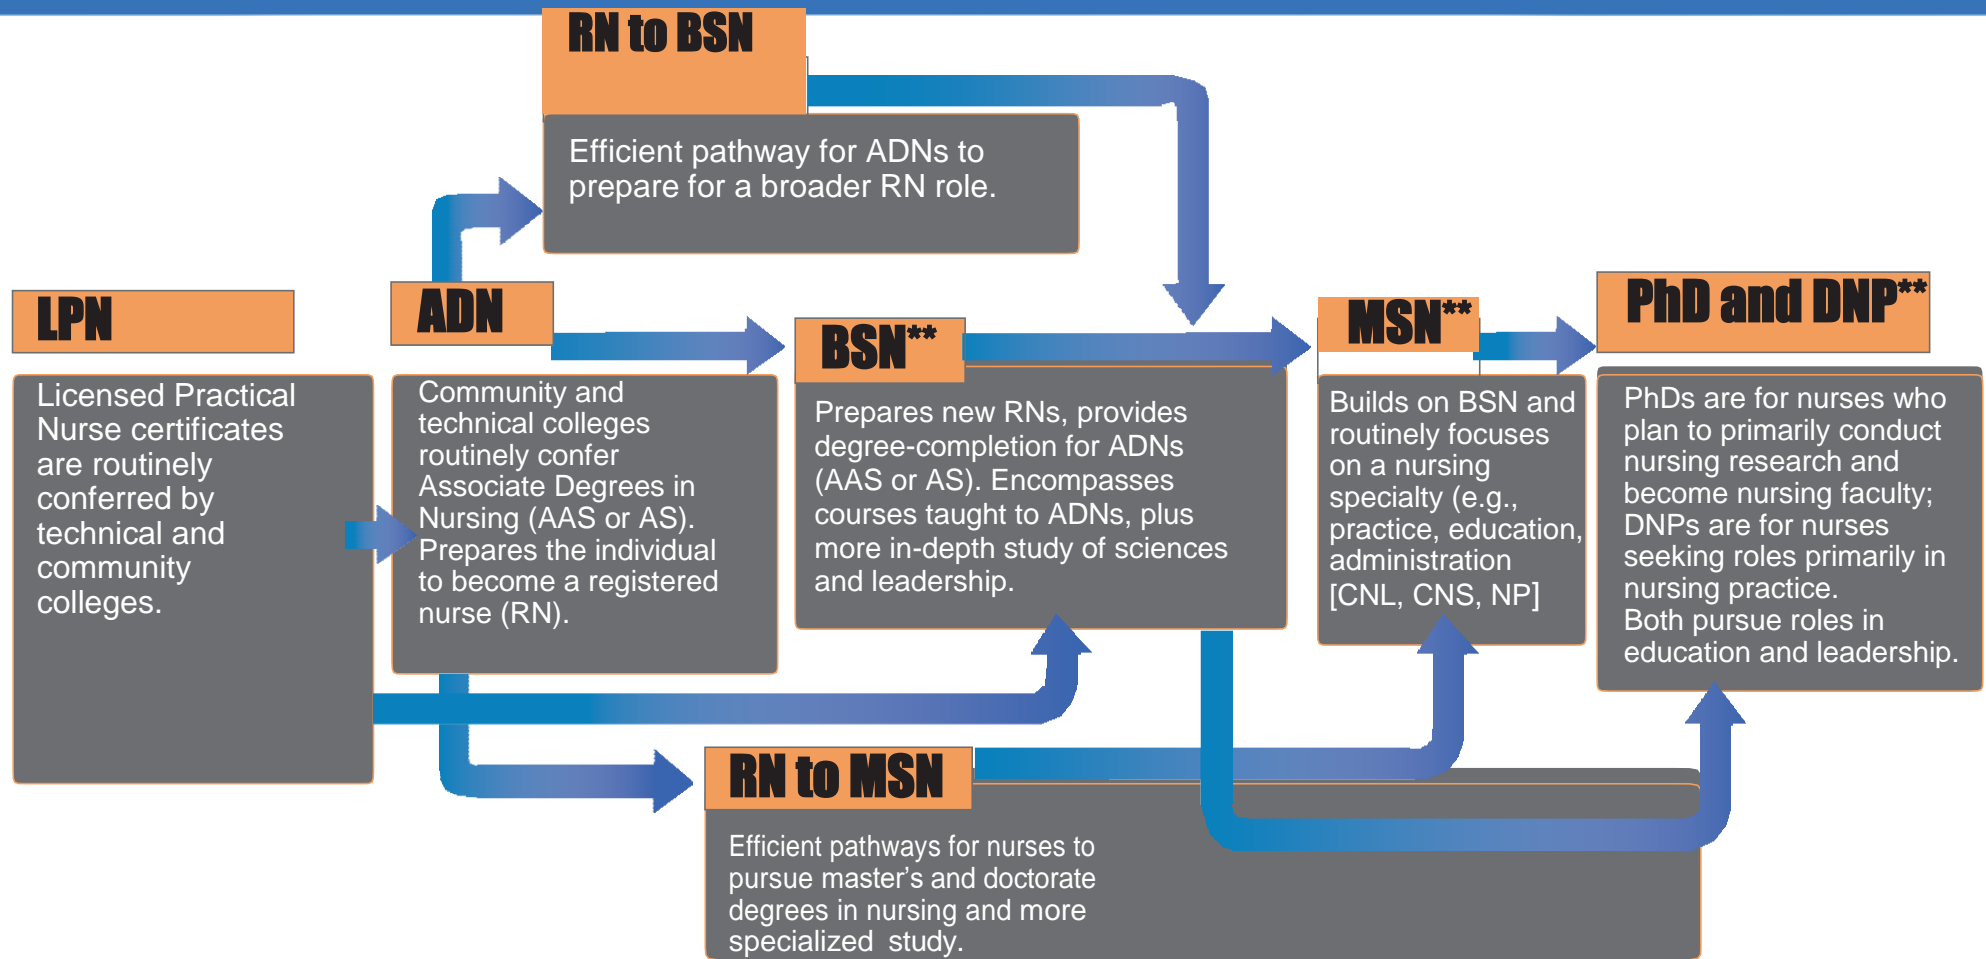 RN to BSN
Efficient pathway for ADNs to
prepare for a broader RN role.
LPN
Licensed Practical
Nurse certificates
are routinely
conferred by
technical and
community
colleges.
ADN
Community and
technical colleges
routinely confer
Associate Degrees in
Nursing (AAS or AS).
Prepares the individual
to become a registered
nurse (RN).
BSN**
Prepares new RNs, provides
degree-completion for ADNs
(AAS or AS). Encompasses
courses taught to ADNs, plus
more in-depth study of sciences
and leadership.
MSN**
Builds on BSN and
routinely focuses
on a nursing
specialty (e.g.,
practice, education,
administration
[CNL, CNS, NP]
PhD and DNP**
PhDs are for nurses who
plan to primarily conduct
nursing research and
become nursing faculty;
DNPs are for nurses
seeking roles primarily in
nursing practice.
Both pursue roles in
education and leadership.
RN to MSN
Efficient pathways for nurses to
pursue master’s and doctorate
degrees in nursing and more
specialized study.